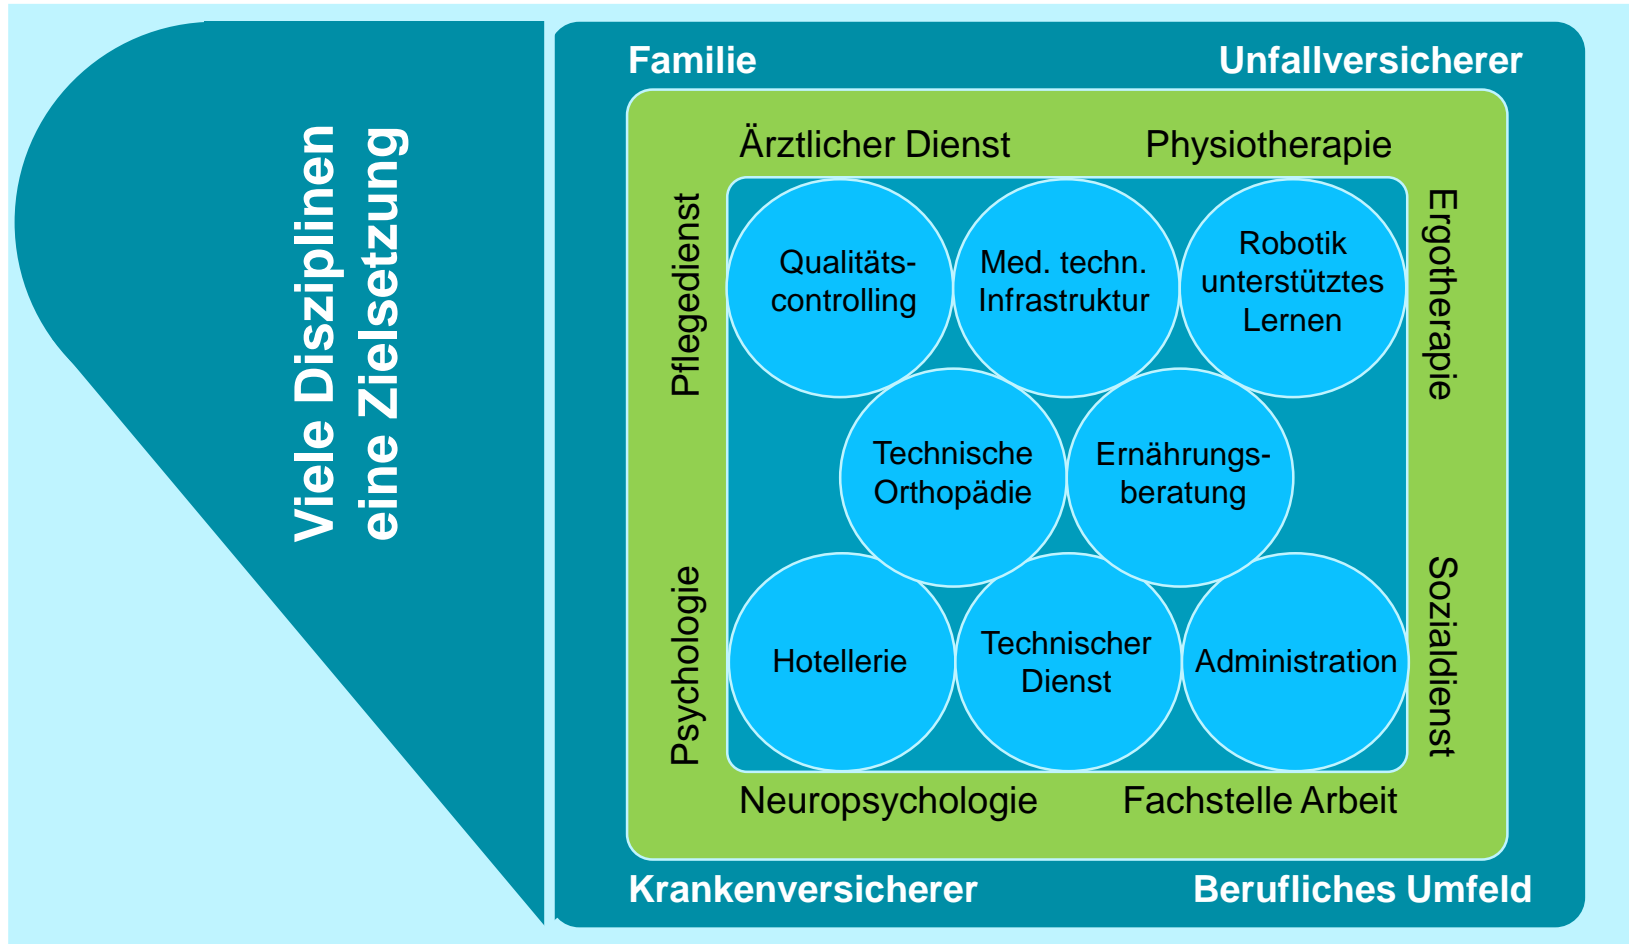 Viele Disziplinen
eine Zielsetzung
Familie
Unfallversicherer
Ärztlicher Dienst
Physiotherapie
Pflegedienst
Ergotherapie
Qualitäts-
controlling
Med. techn.
Infrastruktur
Robotik
unterstütztes
Lernen
Technische
Orthopädie
Ernährungs-
beratung
Psychologie
Sozialdienst
Hotellerie
Technischer
Dienst
Administration
Neuropsychologie
Fachstelle Arbeit
Krankenversicherer
Berufliches Umfeld